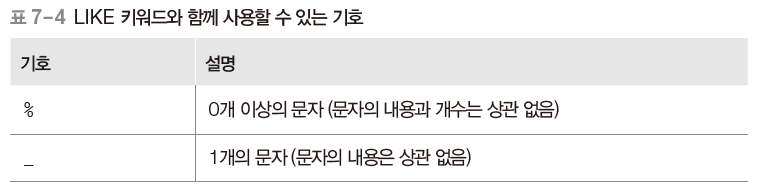 표 7-4 LIKE 키워드와 함께 사용할 수 있는 기호
기호 설명
% 0개 이상의 문자 (문자의 내용과 개수는 상관 없음)
_ 1개의 문자 (문자의 내용은 상관 없음)